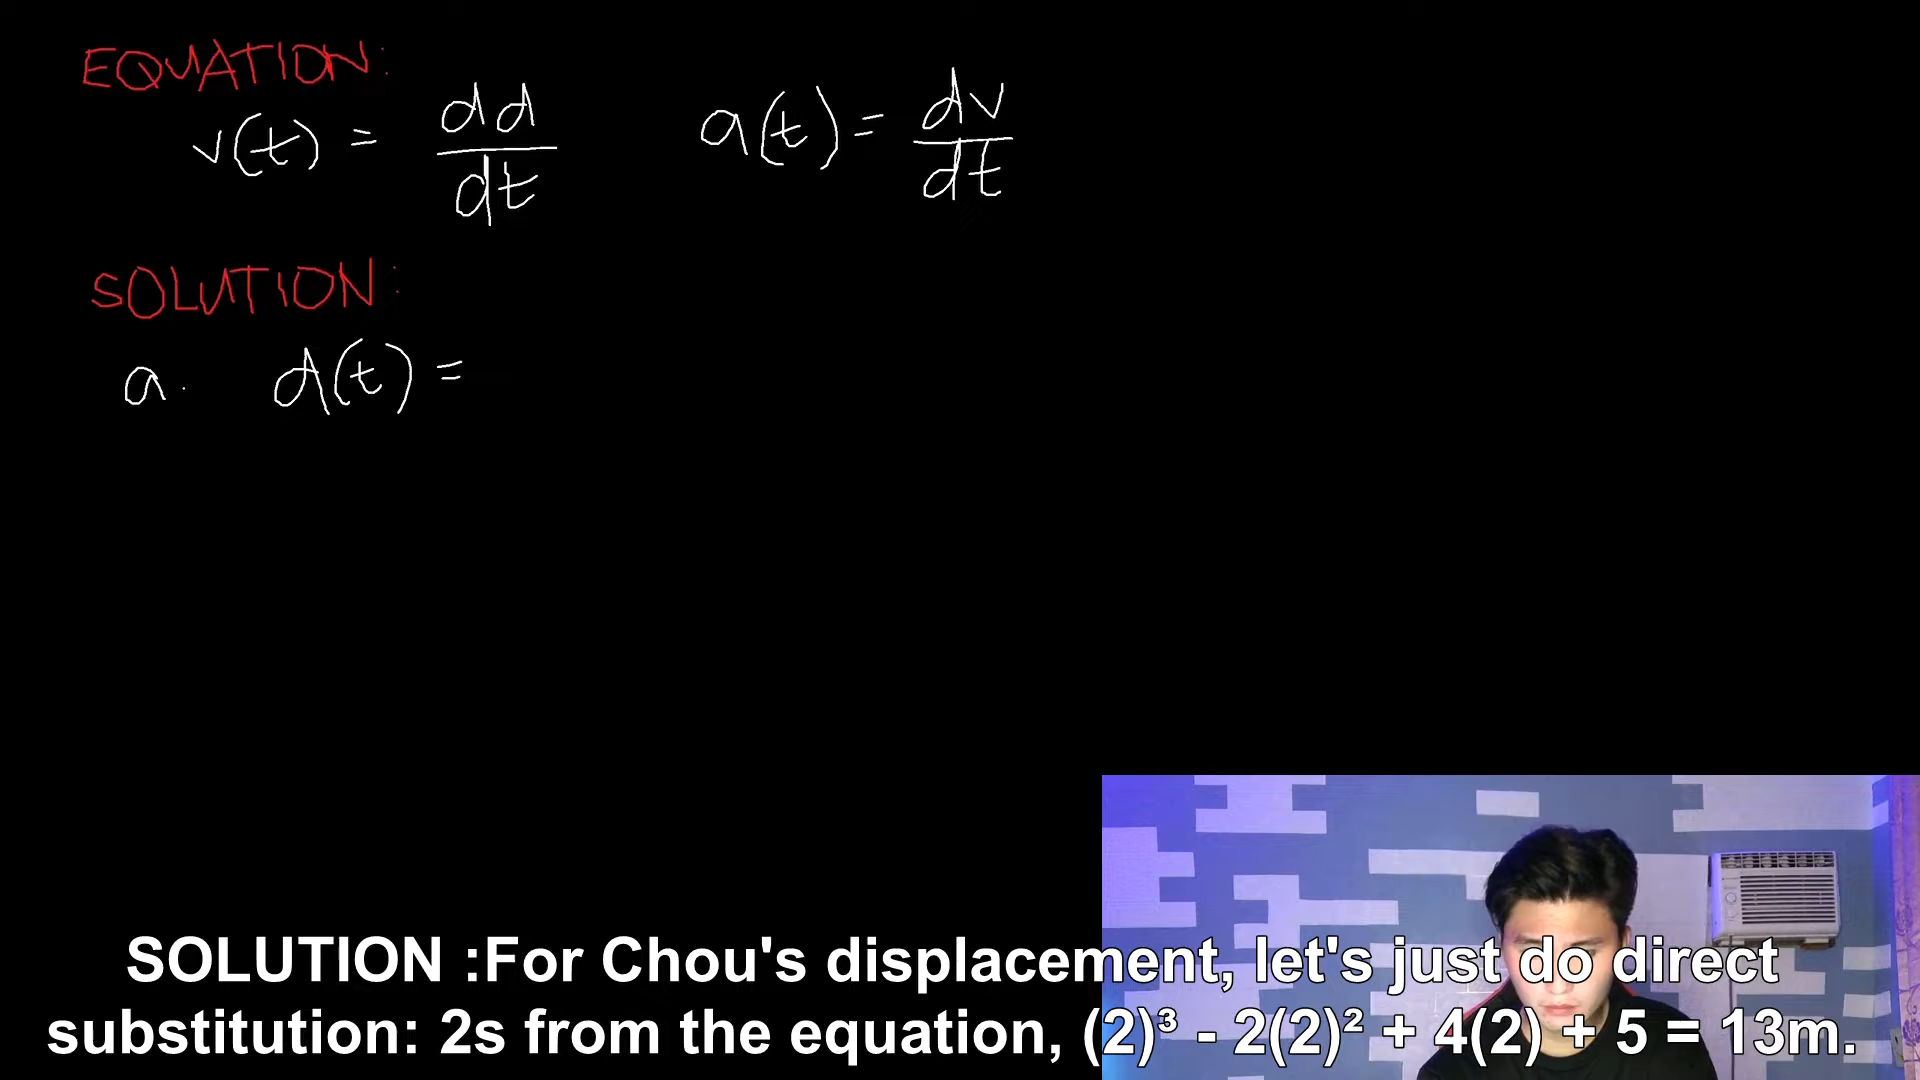 EQUATION:
v(t) = dd/dt    a(t) = dv/dt
SOLUTION:
a. d(t) =
SOLUTION :For Chou's displacement, let's just do direct
substitution: 2s from the equation, (2)³ - 2(2)² + 4(2) + 5 = 13m.